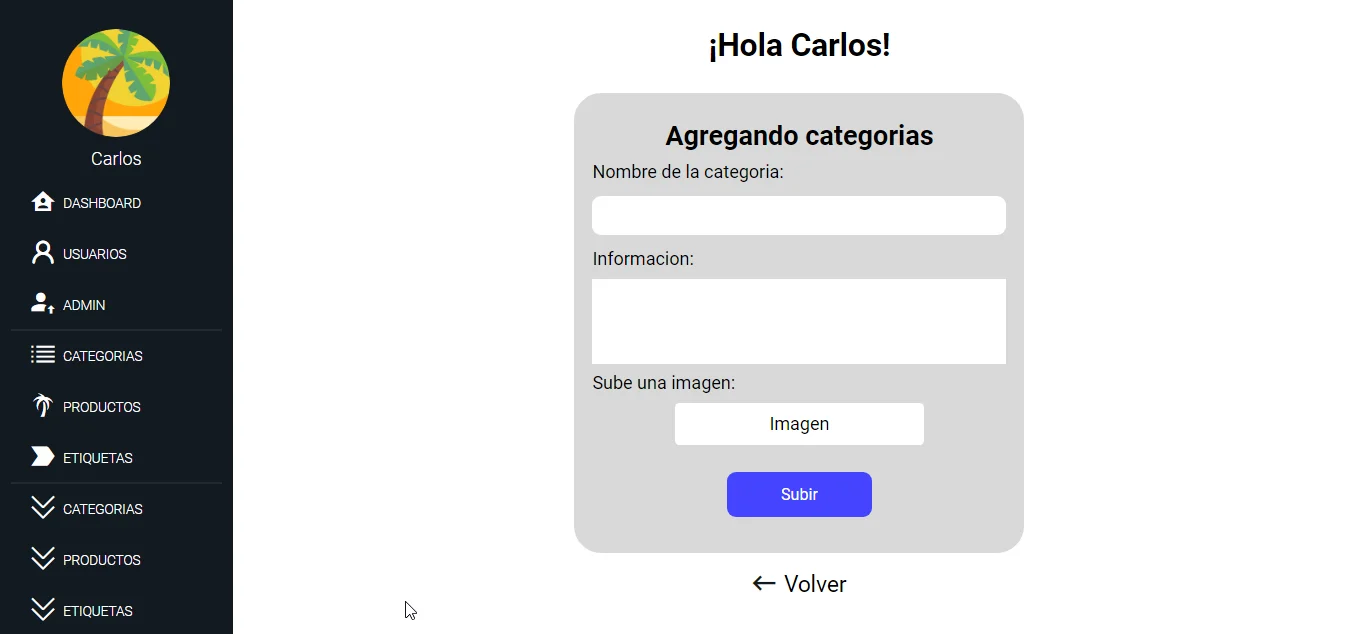 Carlos
DASHBOARD
USUARIOS
ADMIN
CATEGORIAS
PRODUCTOS
ETIQUETAS
CATEGORIAS
PRODUCTOS
ETIQUETAS
¡Hola Carlos!
Agregando categorias
Nombre de la categoria:
Informacion:
Sube una imagen:
Imagen
Subir
← Volver